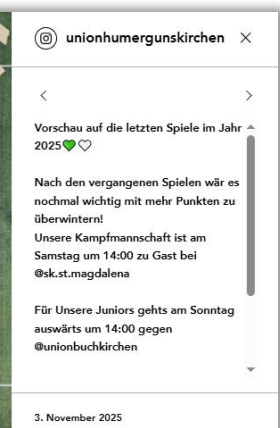 unionhumergunskirchen
Vorschau auf die letzten Spiele im Jahr
2025💚🤍
Nach den vergangenen Spielen wär es
nochmal wichtig mit mehr Punkten zu
überwintern!
Unsere Kampfmannschaft ist am
Samstag um 14:00 zu Gast bei
@sk.st.magdalena
Für Unsere Juniors gehts am Sonntag
auswärts um 14:00 gegen
@unionbuchkirchen
3. November 2025